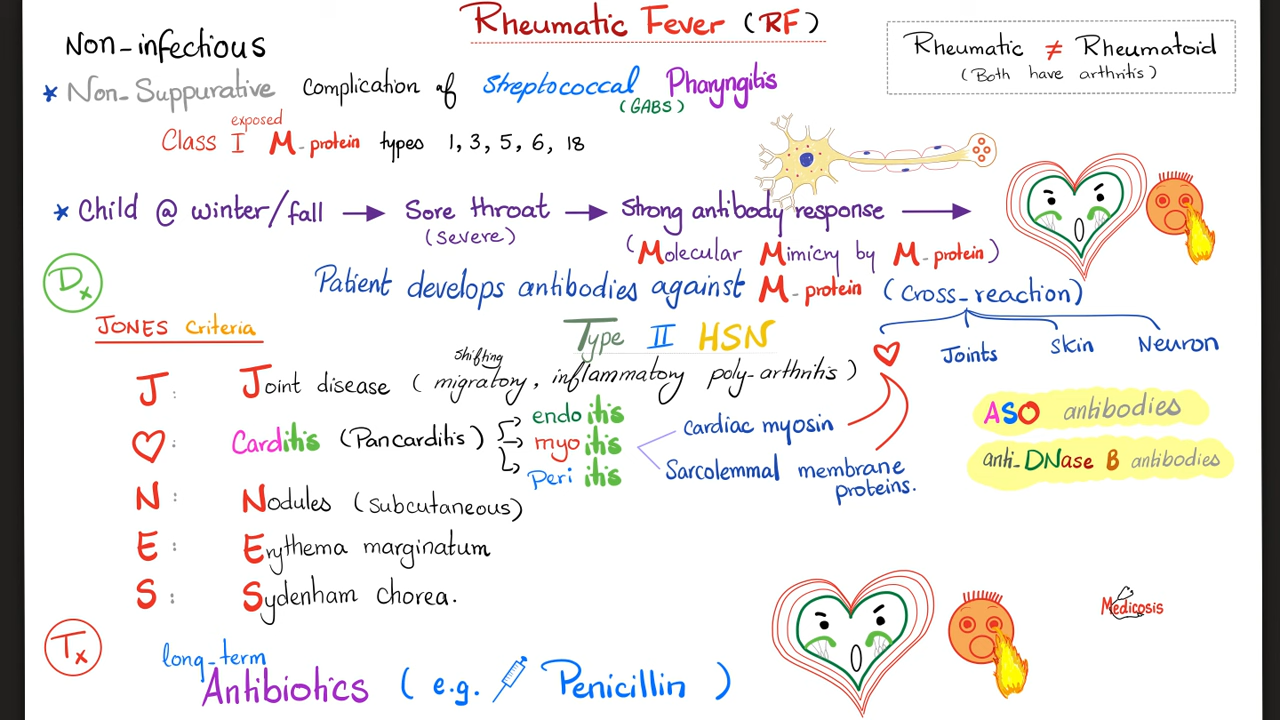 Rheumatic Fever (RF)
Non-infectious
Rheumatic ≠ Rheumatoid
(Both have arthritis)
* Non-Suppurative Complication of Streptococcal Pharyngitis
(GABS)
exposed
Class I M-protein types 1, 3, 5, 6, 18
* Child @ winter/fall → Sore throat → Strong antibody response →
(severe)
(Molecular Mimicry by M-protein)
Dx
Patient develops antibodies against M-protein (cross-reaction)
JONES Criteria
Type II HSN
Joints Skin Neuron
shifting
J : Joint disease (migratory, inflammatory poly-arthritis)
ASO antibodies
♡ : Carditis (Pancarditis) → endo itis
→ myo itis
→ Peri itis
Cardiac myosin
Sarcolemmal membrane
proteins.
anti-DNase B antibodies
N : Nodules (subcutaneous)
E : Erythema marginatum
S : Sydenham chorea.
Medicosis
Tx
long-term
Antibiotics (e.g. Penicillin)